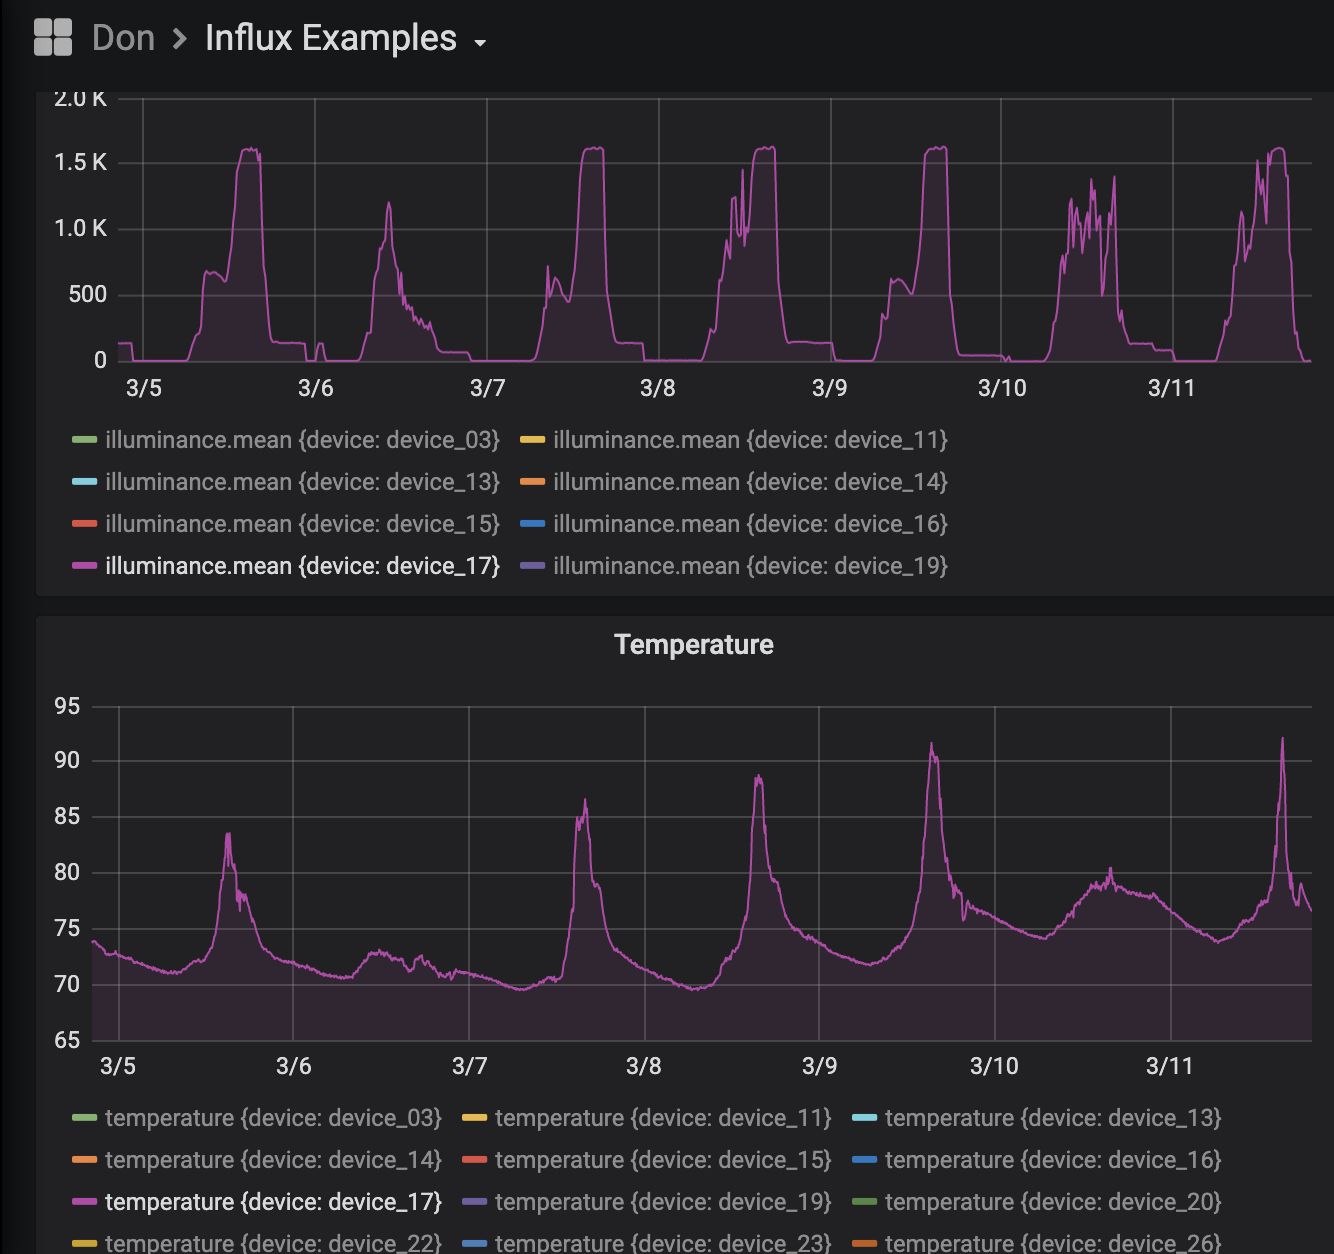 Don > Influx Examples
2.0 K
1.5 K
1.0 K
500
0
3/5 3/6 3/7 3/8 3/9 3/10 3/11
illuminance.mean {device: device_03} illuminance.mean {device: device_11}
illuminance.mean {device: device_13} illuminance.mean {device: device_14}
illuminance.mean {device: device_15} illuminance.mean {device: device_16}
illuminance.mean {device: device_17} illuminance.mean {device: device_19}
Temperature
95
90
85
80
75
70
65
3/5 3/6 3/7 3/8 3/9 3/10 3/11
temperature {device: device_03} temperature {device: device_11} temperature {device: device_13}
temperature {device: device_14} temperature {device: device_15} temperature {device: device_16}
temperature {device: device_17} temperature {device: device_19} temperature {device: device_20}
temperature {device: device_22} temperature {device: device_23} temperature {device: device_26}